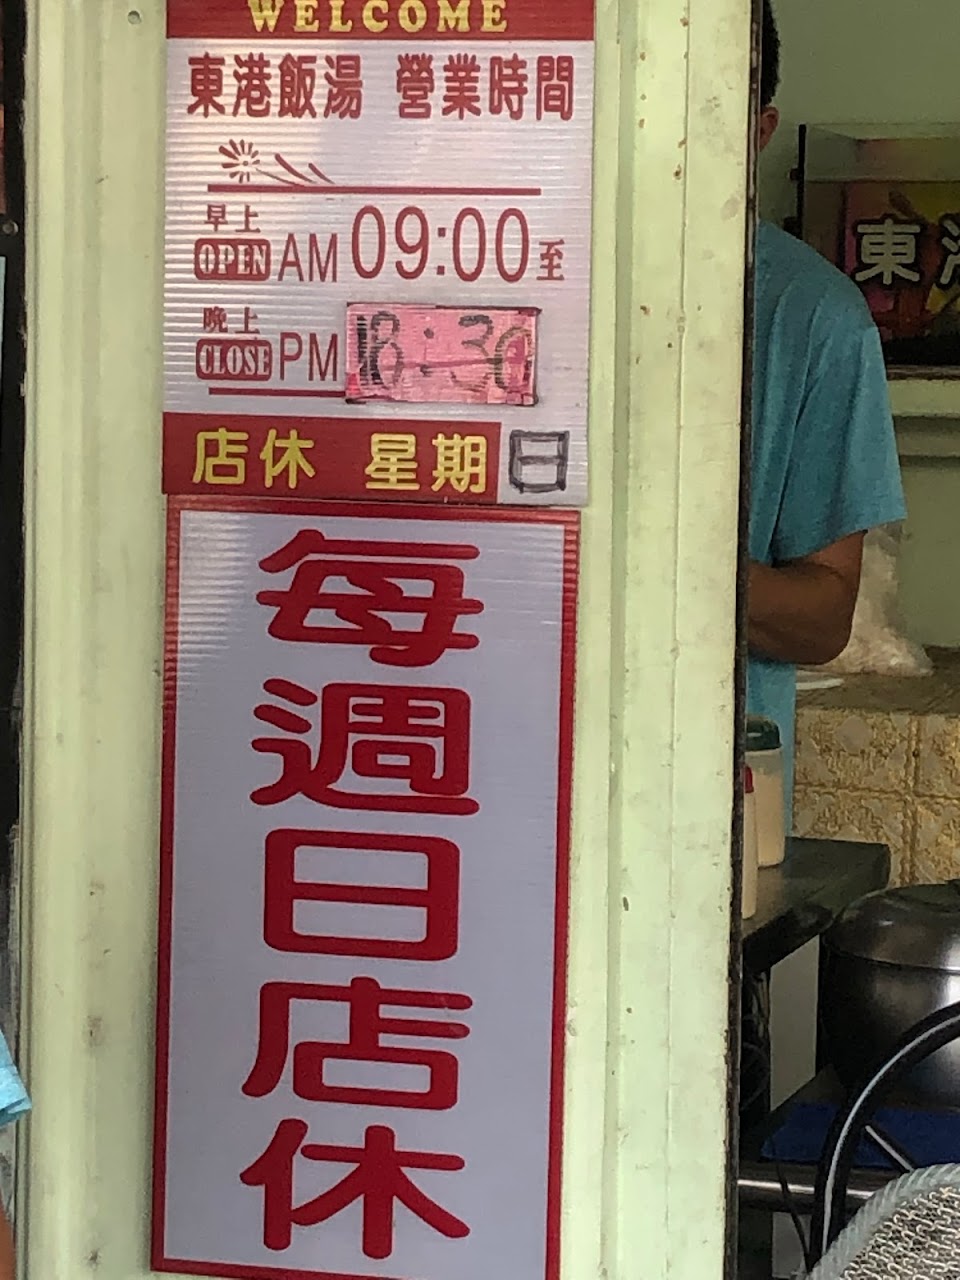 WELCOME
東港飯湯 營業時間
早上
OPEN AM 09:00 至
晚上
CLOSE PM 18:30
店休 星期日
每週日店休
東